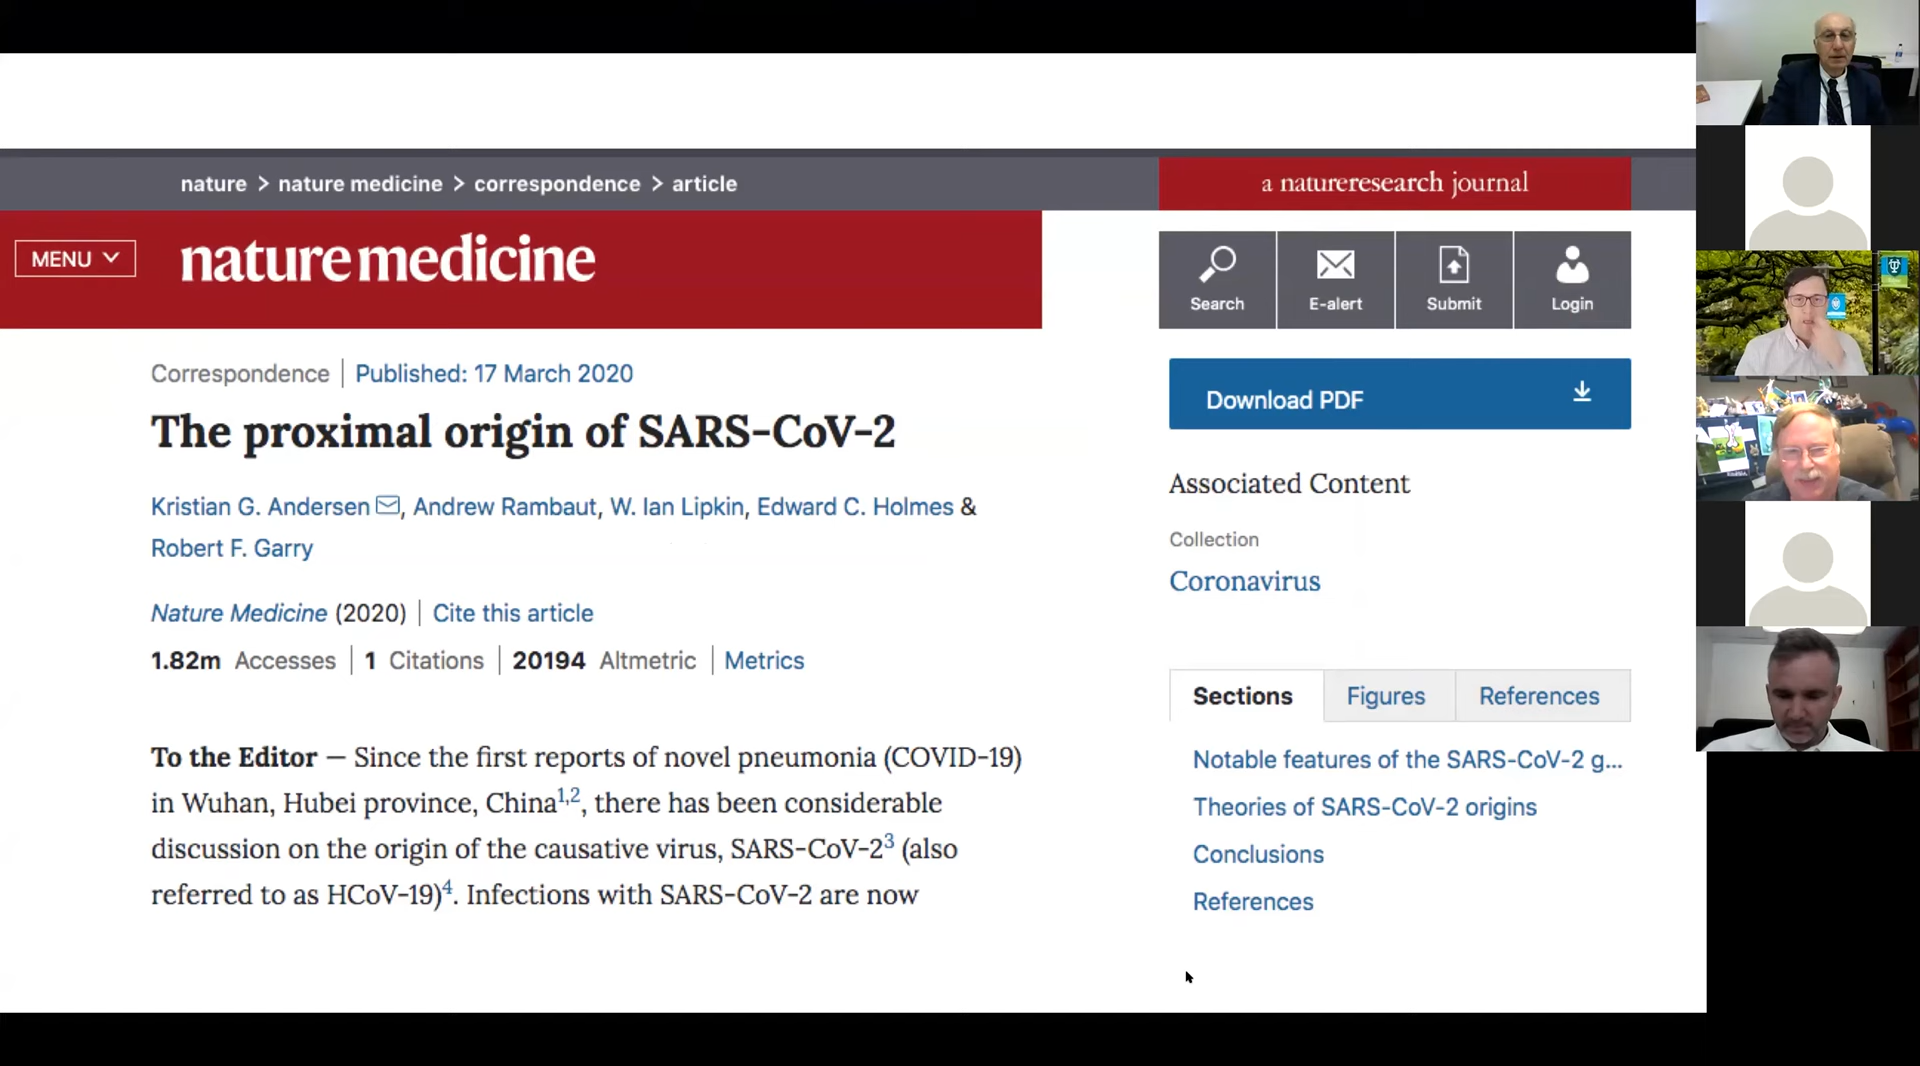 nature > nature medicine > correspondence > article
a natureresearch journal
MENU
nature medicine
Search
E-alert
Submit
Login
Correspondence | Published: 17 March 2020
The proximal origin of SARS-CoV-2
Kristian G. Andersen, Andrew Rambaut, W. Ian Lipkin, Edward C. Holmes &
Robert F. Garry
Nature Medicine (2020) | Cite this article
1.82m Accesses | 1 Citations | 20194 Altmetric | Metrics
To the Editor — Since the first reports of novel pneumonia (COVID-19)
in Wuhan, Hubei province, China1,2, there has been considerable
discussion on the origin of the causative virus, SARS-CoV-23 (also
referred to as HCoV-19)4. Infections with SARS-CoV-2 are now
Download PDF
Associated Content
Collection
Coronavirus
Sections
Figures
References
Notable features of the SARS-CoV-2 g...
Theories of SARS-CoV-2 origins
Conclusions
References